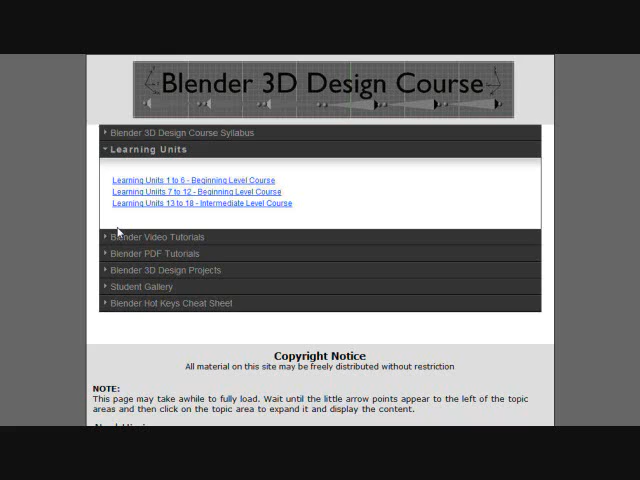 Blender 3D Design Course
Blender 3D Design Course Syllabus
Learning Units
Learning Units 1 to 6 - Beginning Level Course
Learning Units 7 to 12 - Beginning Level Course
Learning Units 13 to 18 - Intermediate Level Course
Blender Video Tutorials
Blender PDF Tutorials
Blender 3D Design Projects
Student Gallery
Blender Hot Keys Cheat Sheet
Copyright Notice
All material on this site may be freely distributed without restriction
NOTE:
This page may take awhile to fully load. Wait until the little arrow points appear to the left of the topic
areas and then click on the topic area to expand it and display the content.